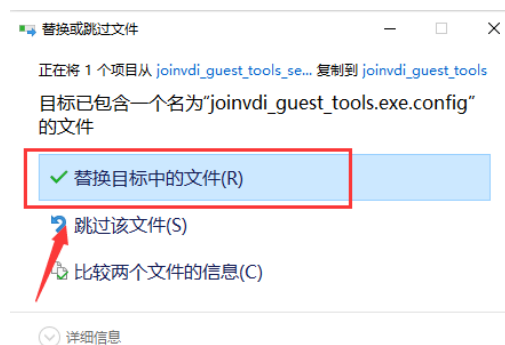 替换或跳过文件
正在将 1 个项目从 joinvdi_guest_tools_se... 复制到 joinvdi_guest_tools
目标已包含一个名为“joinvdi_guest_tools.exe.config”
的文件
替换目标中的文件(R)
跳过该文件(S)
比较两个文件的信息(C)
详细信息